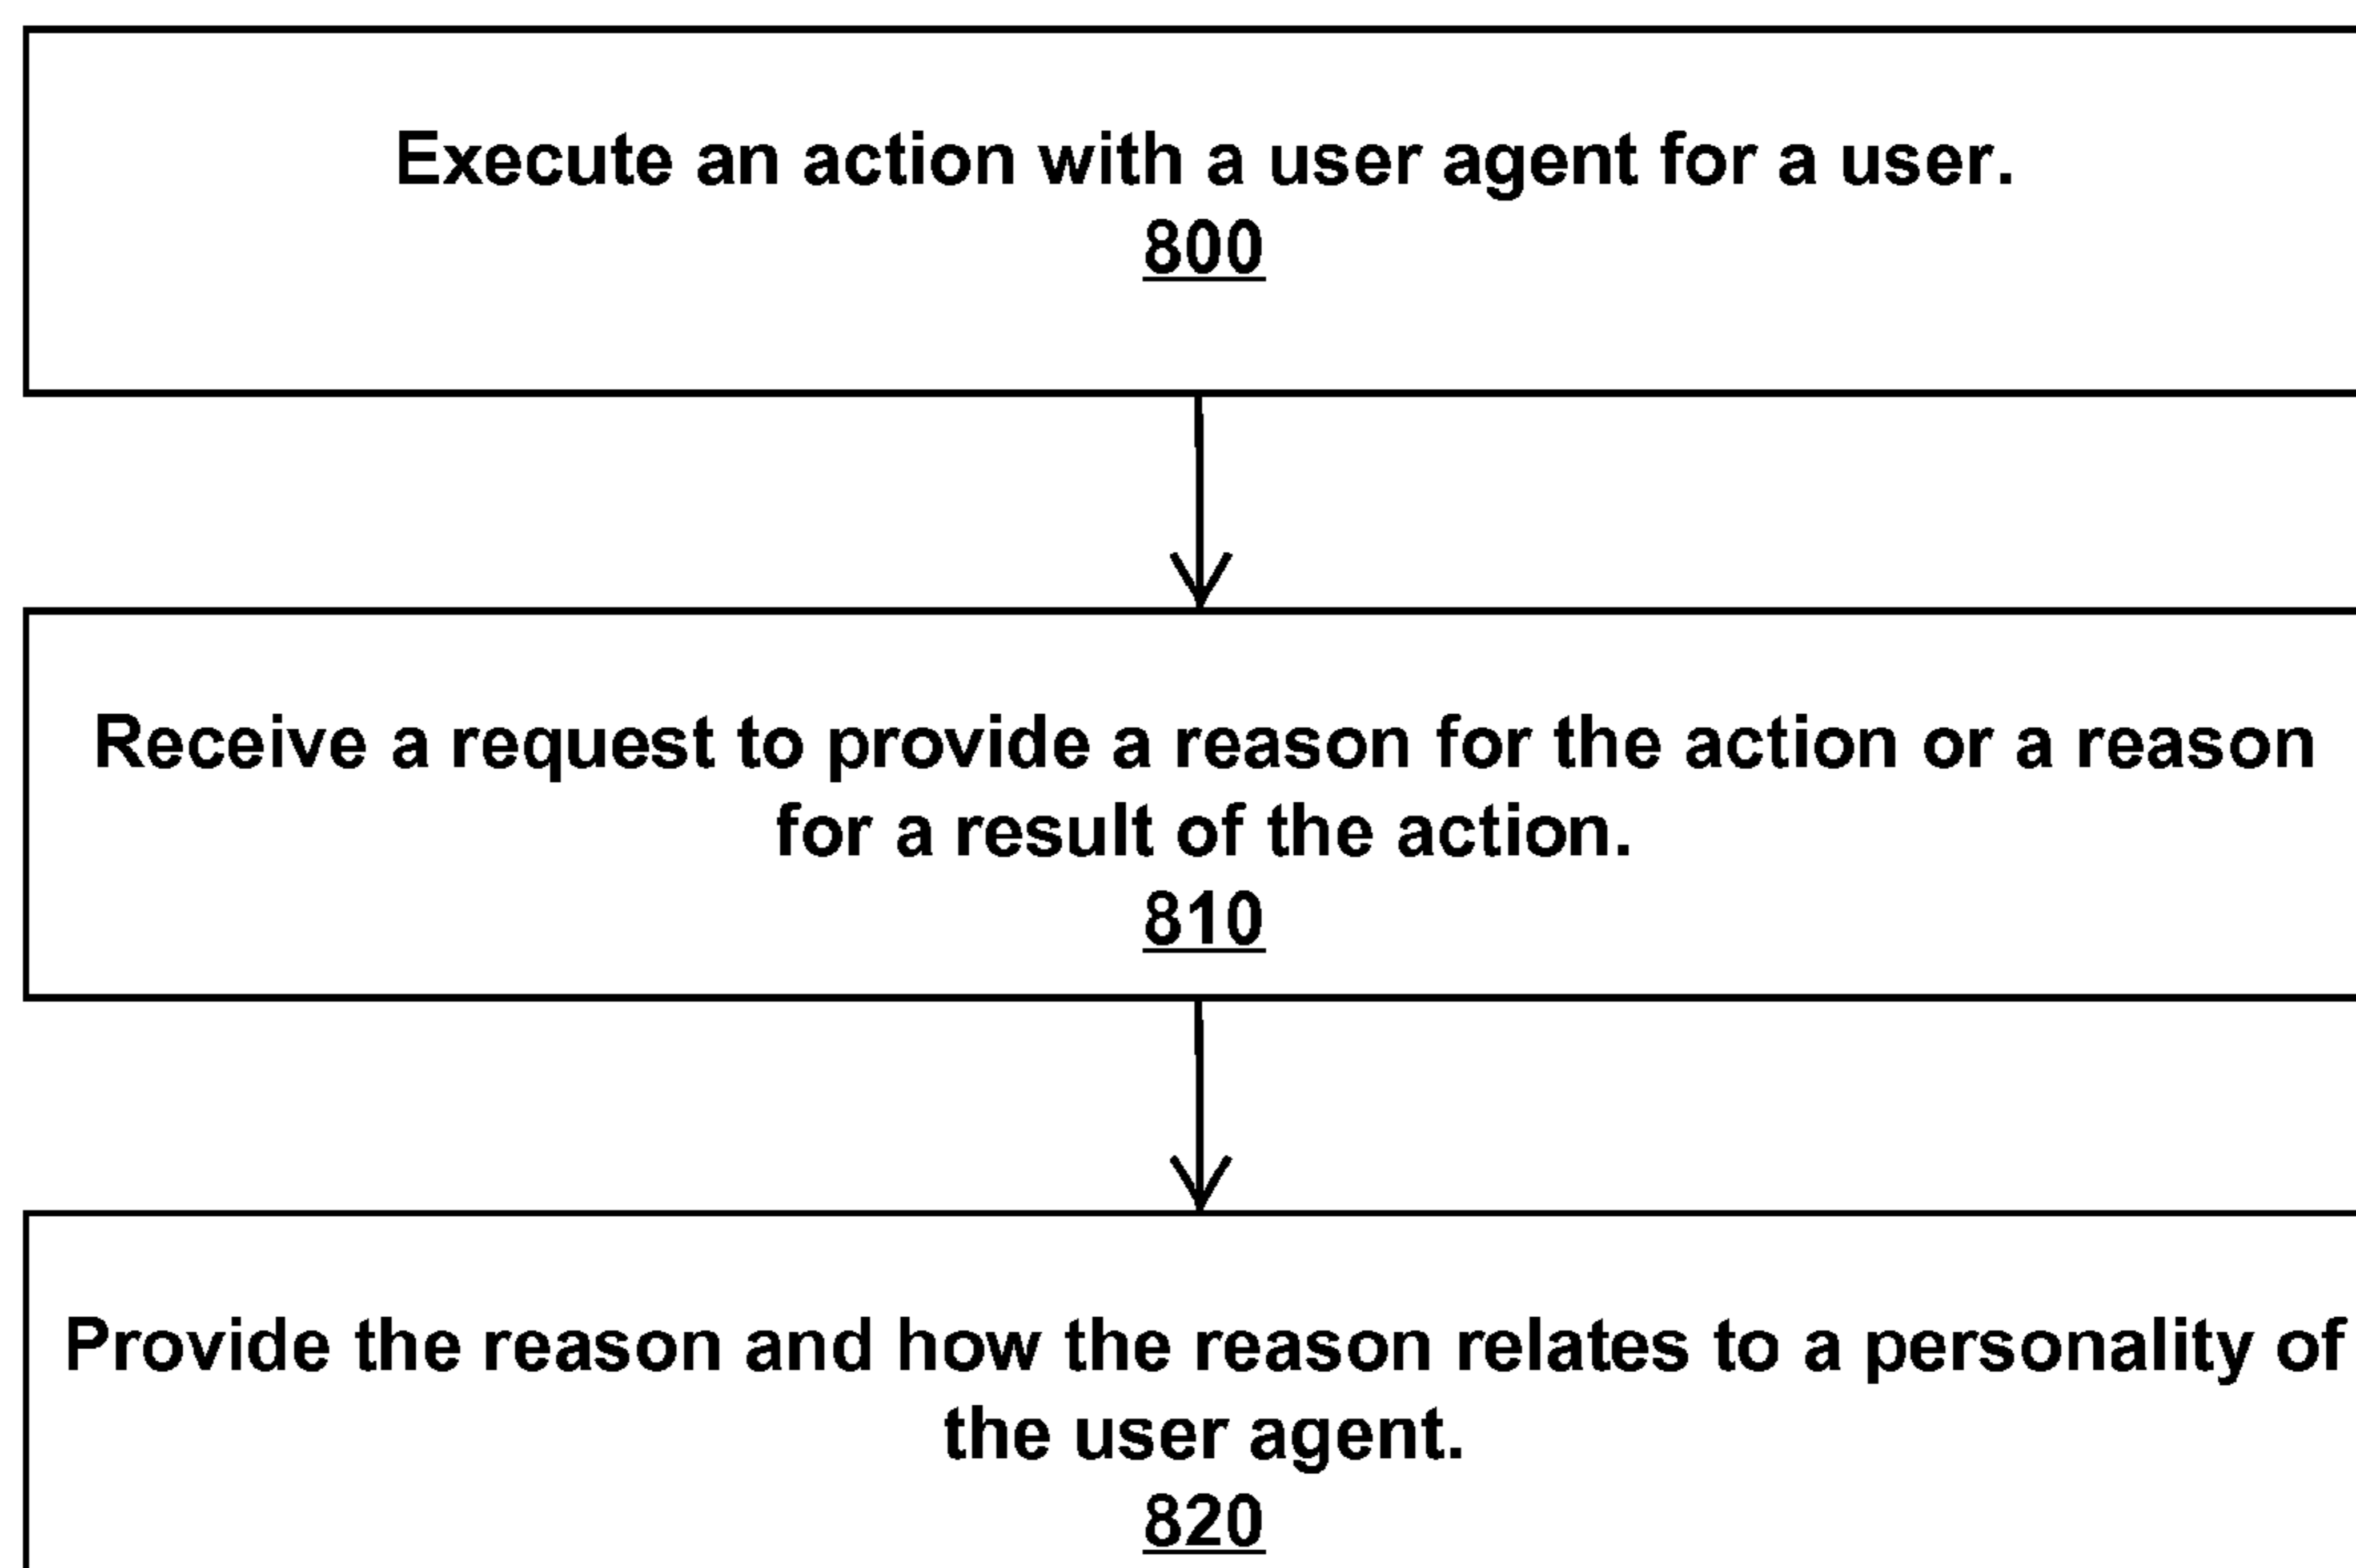 Execute an action with a user agent for a user.
800
Receive a request to provide a reason for the action or a reason
for a result of the action.
810
Provide the reason and how the reason relates to a personality of
the user agent.
820